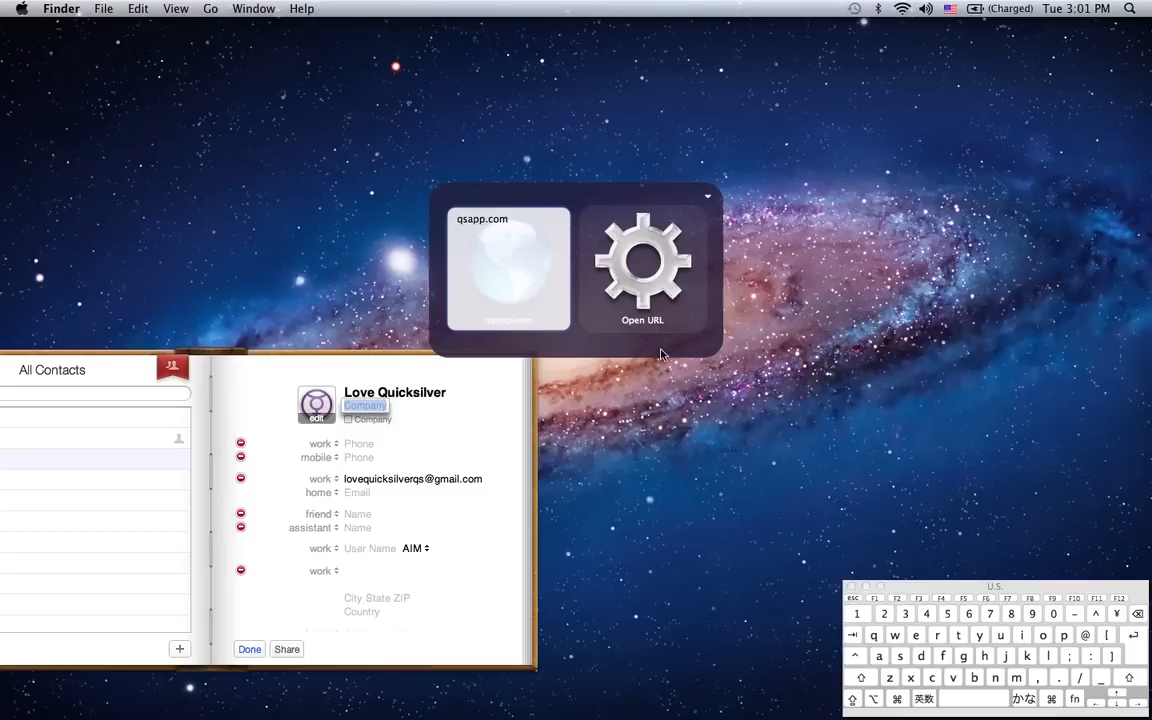 Finder File Edit View Go Window Help (Charged) Tue 3:01 PM
qsapp.com
Open URL
All Contacts
Love Quicksilver
Company
edit
Company
work Phone
mobile Phone
work lovequicksilverqs@gmail.com
home Email
friend Name
assistant Name
work User Name AIM
work
City State ZIP
Country
+ Done Share
U.S.
esc F1 F2 F3 F4 F5 F6 F7 F8 F9 F10 F11 F12
1 2 3 4 5 6 7 8 9 0 - ^ ¥
q w e r t y u i o p @ [
^ a s d f g h j k l ; : ]
z x c v b n m , . / _
英数 かな fn